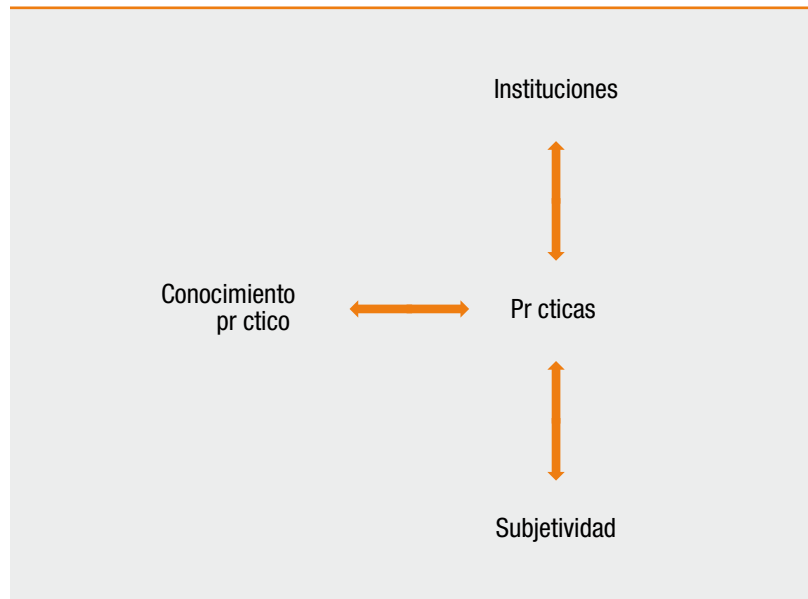 Instituciones
Conocimiento
pr ctico
Pr cticas
Subjetividad